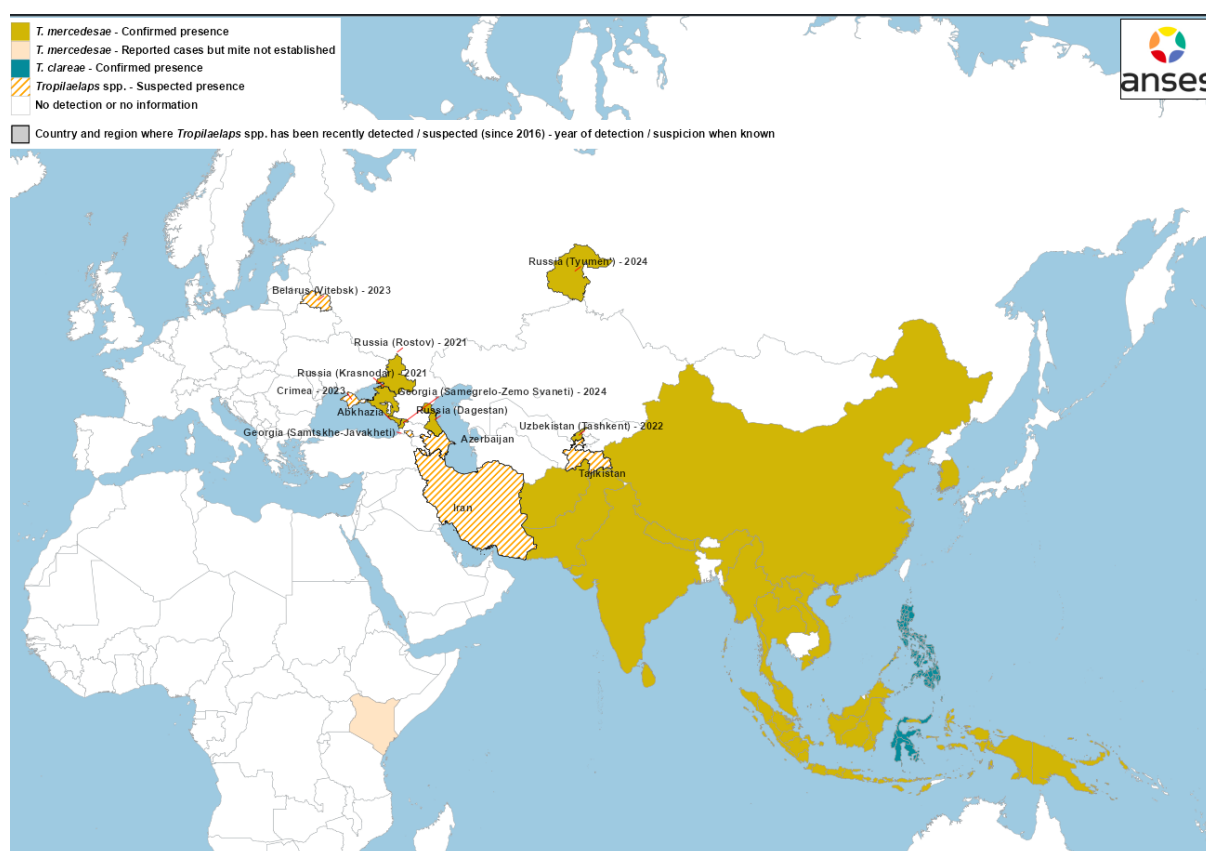 T. mercedesae - Confirmed presence
T. mercedesae - Reported cases but mite not established
T. clareae - Confirmed presence
Tropilaelaps spp. - Suspected presence
No detection or no information
anses
Country and region where Tropilaelaps spp. has been recently detected / suspected (since 2016) - year of detection / suspicion when known
Russia (Tyumen') - 2024
Belarus (Vitebsk) - 2023
Russia (Rostov) - 2021
Russia (Krasnodar) - 2021
Crimea - 2023
Georgia (Samegrelo-Zemo Svaneti) - 2024
Abkhazia
Russia (Dagestan)
Uzbekistan (Tashkent) - 2022
Georgia (Samtskhe-Javakheti)
Azerbaijan
Tajikistan
Iran